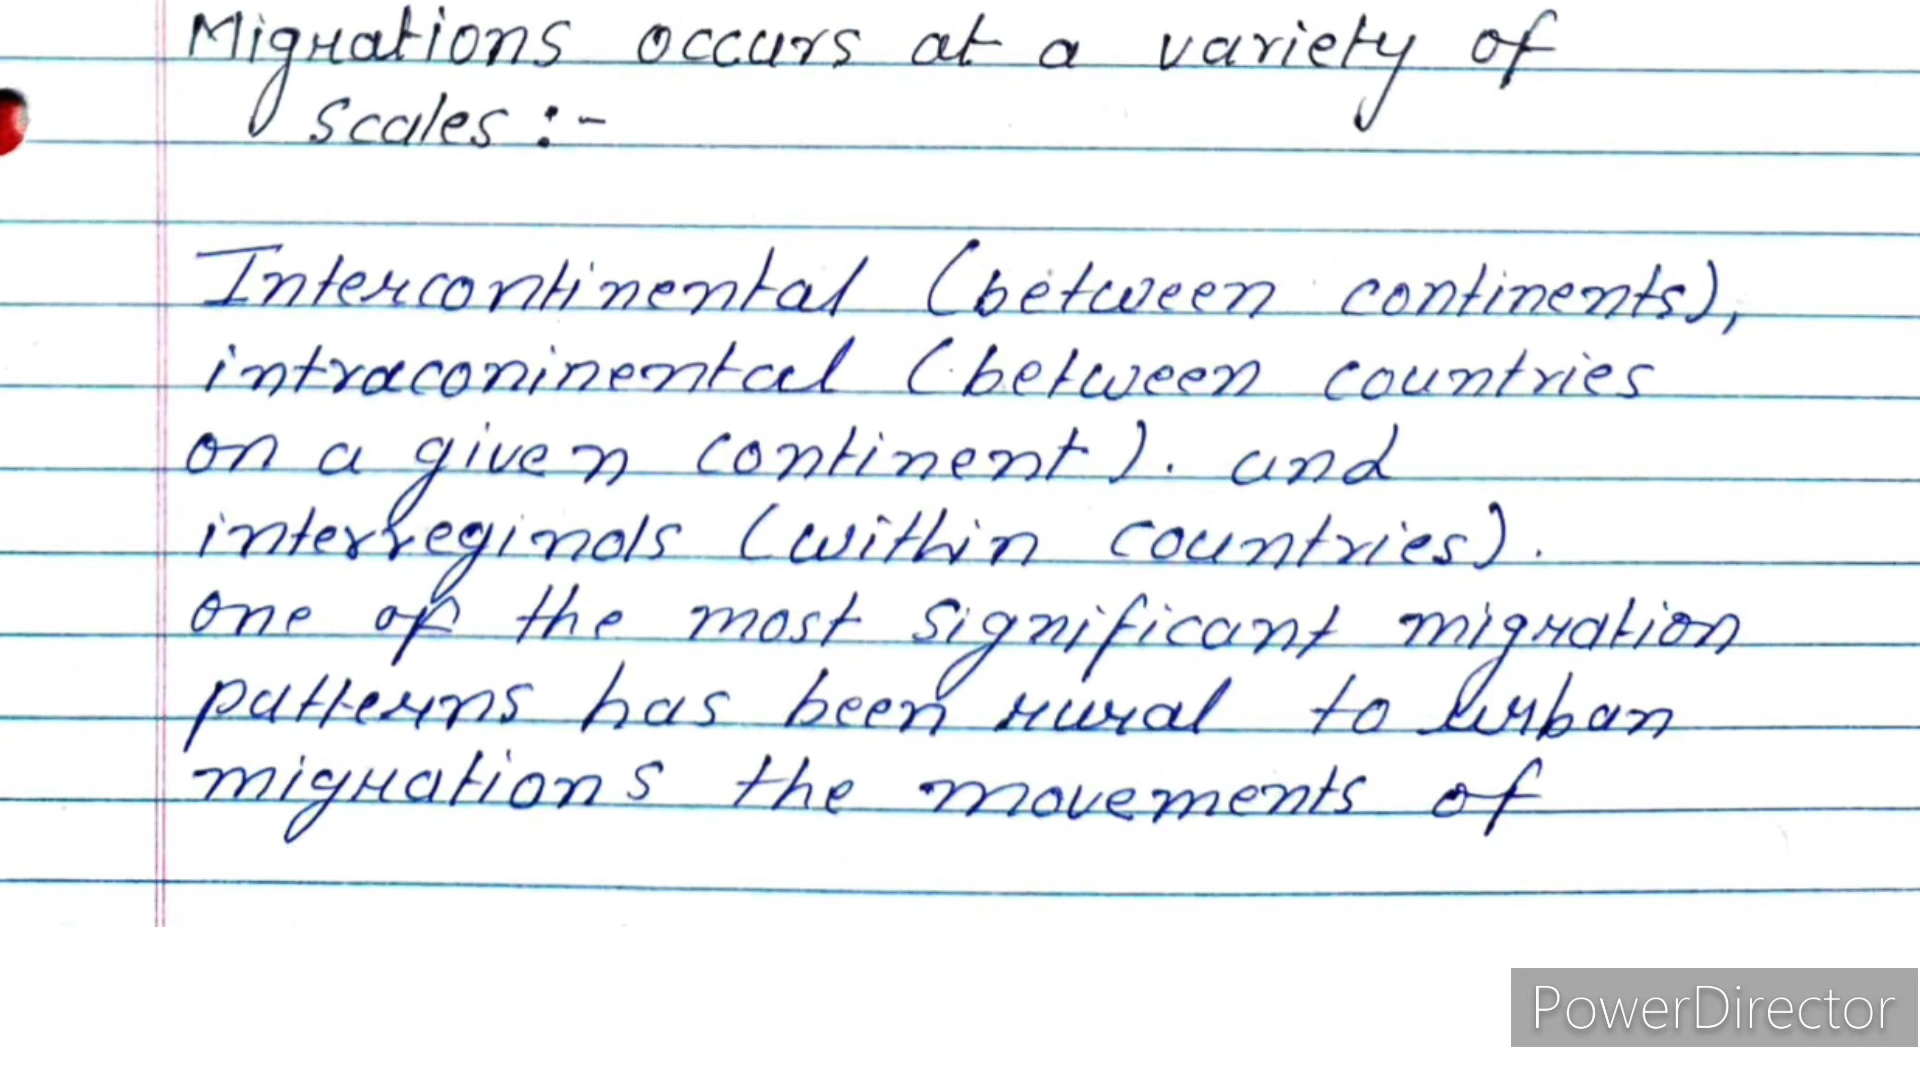 Migrations occurs at a variety of
scales :-
Intercontinental (between continents),
intraconinental (between countries
on a given continent). and
interreginols (within countries).
one of the most significant migration
patterns has been rural to urban
migrations the movements of
PowerDirector